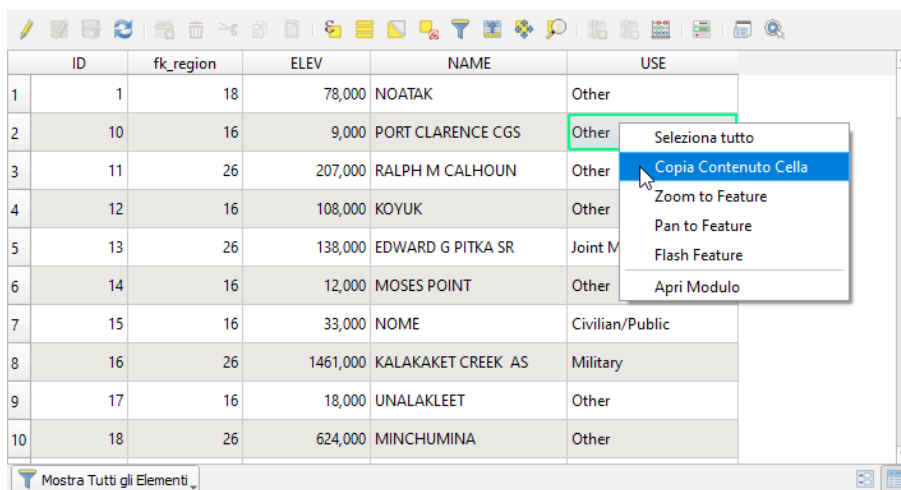 ID fk_region ELEV NAME USE
1 1 18 78,000 NOATAK Other
2 10 16 9,000 PORT CLARENCE CGS Other
3 11 26 207,000 RALPH M CALHOUN Other
4 12 16 108,000 KOYUK Other
5 13 26 138,000 EDWARD G PITKA SR Joint M
6 14 16 12,000 MOSES POINT Other
7 15 16 33,000 NOME Civilian/Public
8 16 26 1461,000 KALAKAKET CREEK AS Military
9 17 16 18,000 UNALAKLEET Other
10 18 26 624,000 MINCHUMINA Other
Seleziona tutto
Copia Contenuto Cella
Zoom to Feature
Pan to Feature
Flash Feature
Apri Modulo
Mostra Tutti gli Elementi